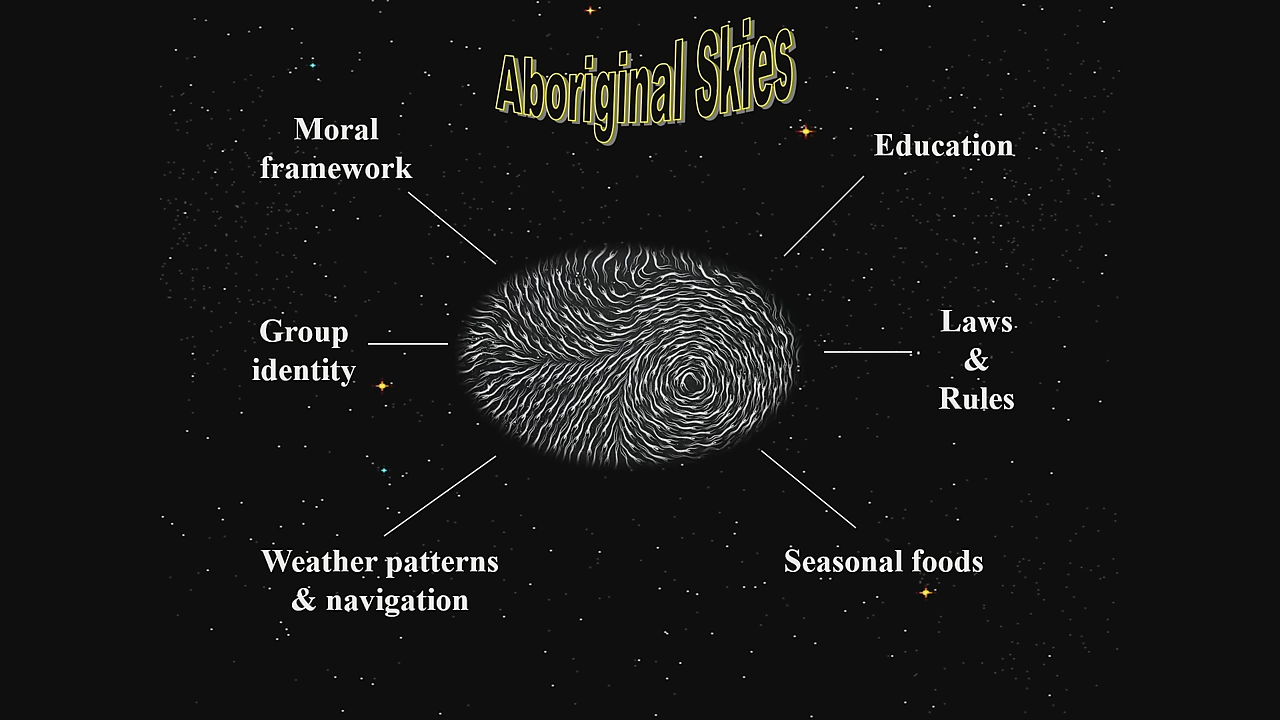 Aboriginal Skies
Moral
framework
Education
Group
identity
Laws
&
Rules
Weather patterns
& navigation
Seasonal foods